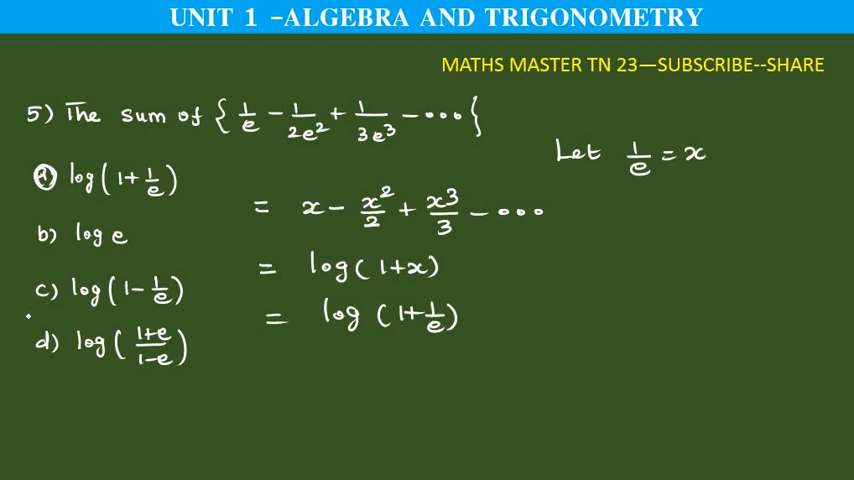 UNIT 1 -ALGEBRA AND TRIGONOMETRY
MATHS MASTER TN 23—SUBSCRIBE--SHARE
5) The sum of { 1/e - 1/2e² + 1/3e³ - ... }
Let 1/e = x
a) log(1+1/e)
= x - x²/2 + x³/3 - ...
b) log e
= log(1+x)
c) log(1-1/e)
= log(1+1/e)
d) log(1+e/1-e)